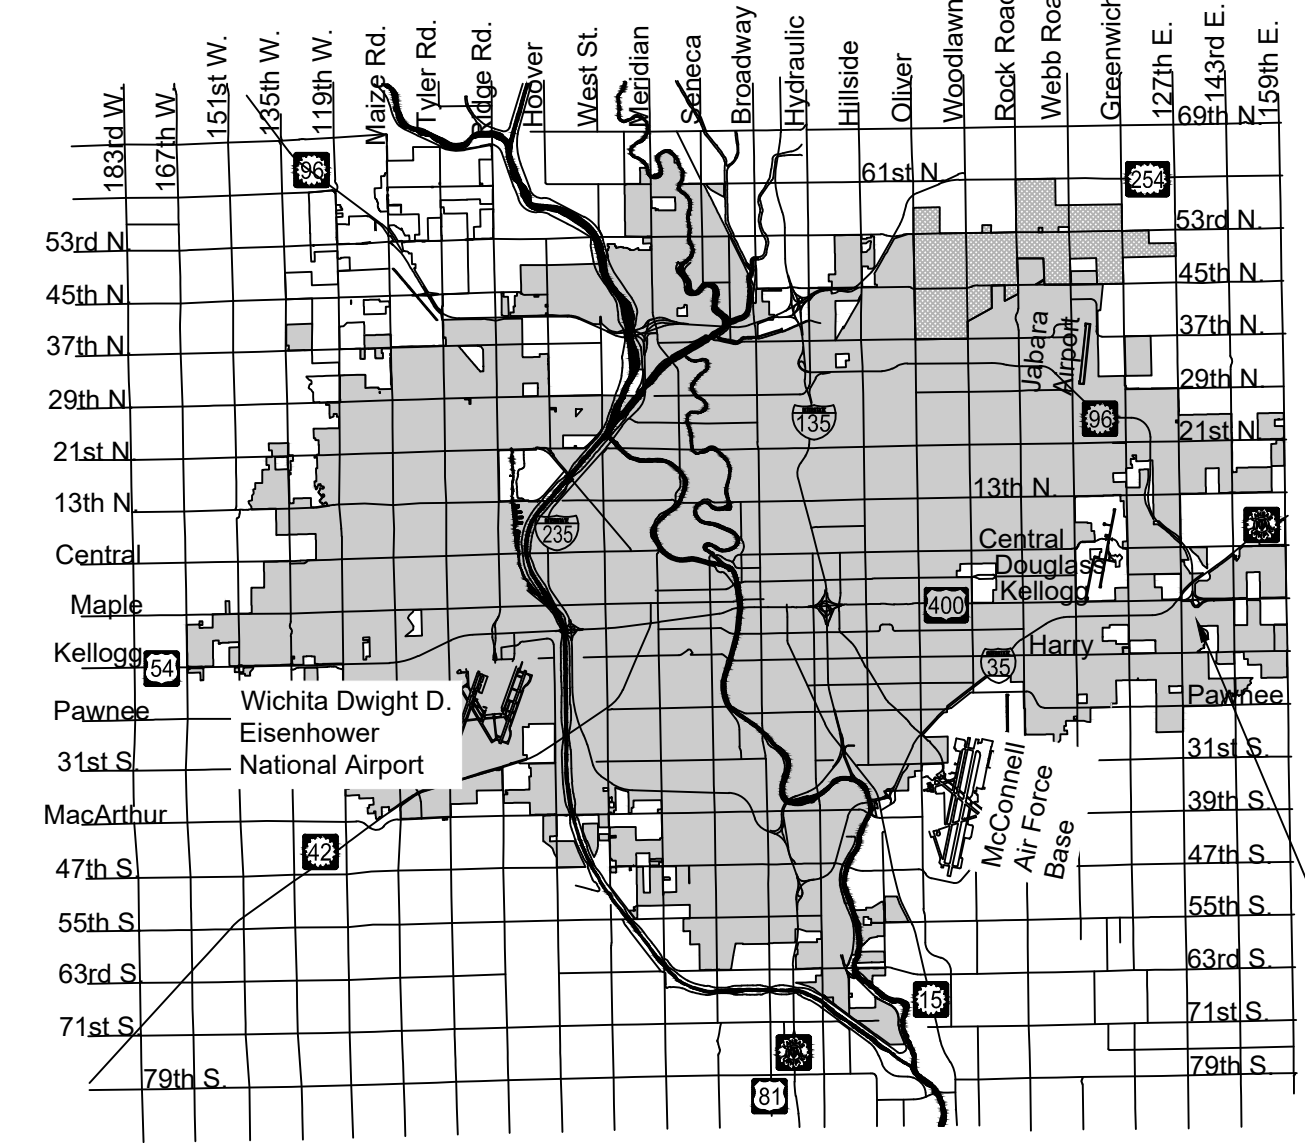 183rd W.
167th W.
151st W.
135th W.
119th W.
Maize Rd.
Tyler Rd.
Hoover
West St.
Meridian
Seneca
Broadway
Hydraulic
Hillside
Oliver
Woodlawn
Rock Road
Webb Roa
Greenwich
127th E.
143rd E.
159th E.
69th N.
96
61st N.
254
53rd N.
53rd N.
45th N.
45th N.
37th N.
37th N.
Jabara
Airport
29th N.
29th N.
135
96
21st N.
21st N.
13th N.
13th N.
235
Central
Central
Douglass
Kellogg
Maple
400
Kellogg
54
Harry
35
Wichita Dwight D.
Eisenhower
National Airport
Pawnee
Pawnee
31st S.
31st S.
McConnell
Air Force
Base
MacArthur
39th S.
42
47th S.
47th S.
55th S.
55th S.
63rd S.
63rd S.
15
71st S.
71st S.
79th S.
79th S.
81